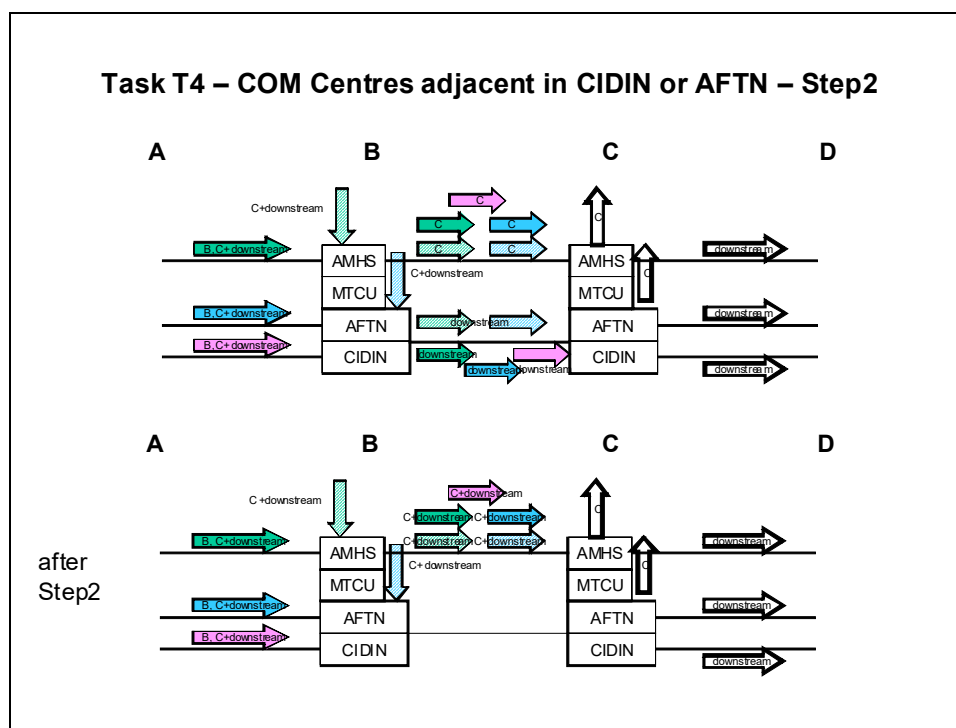 Task T4 – COM Centres adjacent in CIDIN or AFTN – Step2
A B C D
C+downstream
C
C C
B, C+downstream AMHS C C AMHS C downstream
C+downstream
MTCU MTCU C
B, C+downstream AFTN downstream AFTN downstream
B, C+downstream CIDIN downstream downstream downstream CIDIN downstream
A B C D
C+downstream
C+downstream
C+downstream C+downstream
B, C+downstream AMHS C+downstream C+downstream AMHS C downstream
C+downstream
after
Step2
MTCU MTCU C
B, C+downstream AFTN AFTN downstream
B, C+downstream CIDIN CIDIN downstream